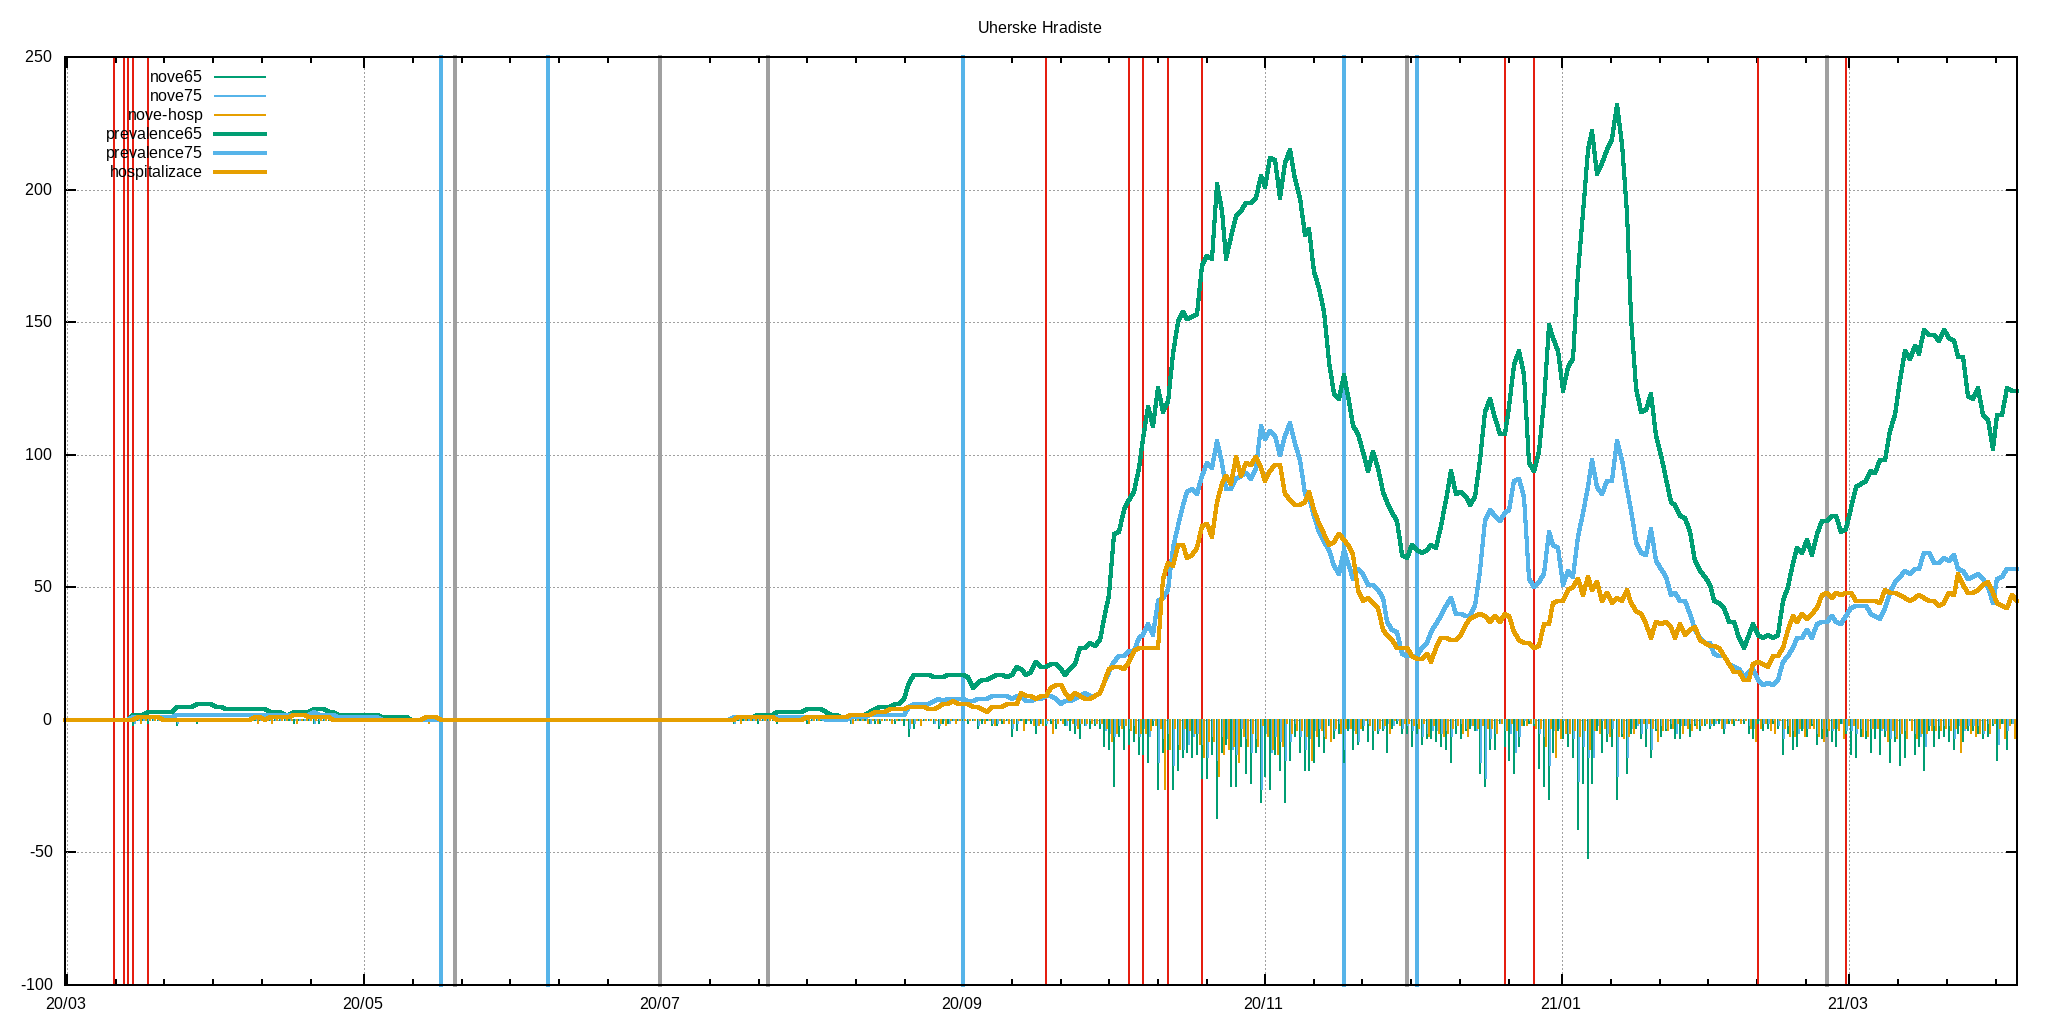 Uherske Hradiste
250
200
150
100
50
0
-50
-100
nove65
nove75
nove-hosp
prevalence65
prevalence75
hospitalizace
20/03 20/05 20/07 20/09 20/11 21/01 21/03